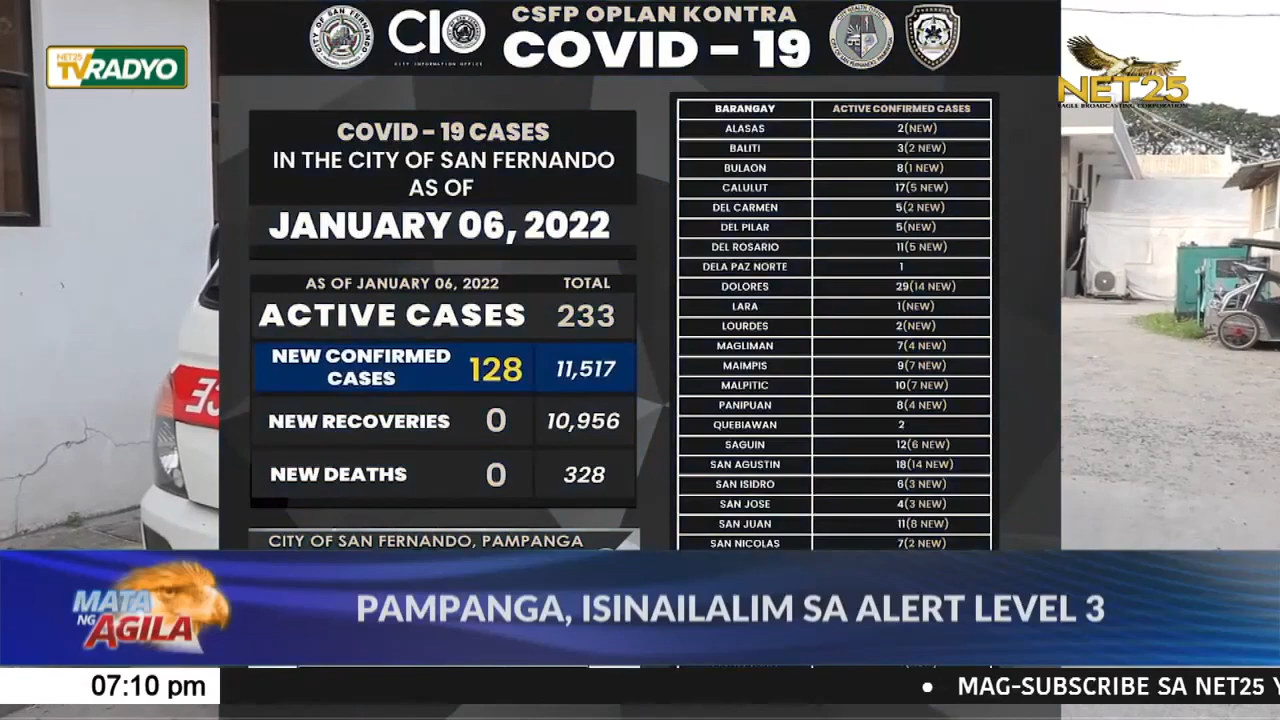 CSFP OPLAN KONTRA
COVID – 19
CIO
CITY INFORMATION OFFICE
NET25
TVRADYO
NET25
EAGLE BROADCASTING CORPORATION
COVID – 19 CASES
IN THE CITY OF SAN FERNANDO
AS OF
JANUARY 06, 2022
AS OF JANUARY 06, 2022 TOTAL
ACTIVE CASES 233
NEW CONFIRMED CASES 128 11,517
NEW RECOVERIES 0 10,956
NEW DEATHS 0 328
CITY OF SAN FERNANDO, PAMPANGA
BARANGAY ACTIVE CONFIRMED CASES
ALASAS 2(NEW)
BALITI 3(2 NEW)
BULAON 8(1 NEW)
CALULUT 17(5 NEW)
DEL CARMEN 5(2 NEW)
DEL PILAR 5(NEW)
DEL ROSARIO 11(5 NEW)
DELA PAZ NORTE 1
DOLORES 29(14 NEW)
LARA 1(NEW)
LOURDES 2(NEW)
MAGLIMAN 7(4 NEW)
MAIMPIS 9(7 NEW)
MALPITIC 10(7 NEW)
PANIPUAN 8(4 NEW)
QUEBIAWAN 2
SAGUIN 12(6 NEW)
SAN AGUSTIN 18(14 NEW)
SAN ISIDRO 6(3 NEW)
SAN JOSE 4(3 NEW)
SAN JUAN 11(8 NEW)
SAN NICOLAS 7(2 NEW)
MATA NG AGILA
PAMPANGA, ISINAILALIM SA ALERT LEVEL 3
07:10 pm
• MAG-SUBSCRIBE SA NET25 Y